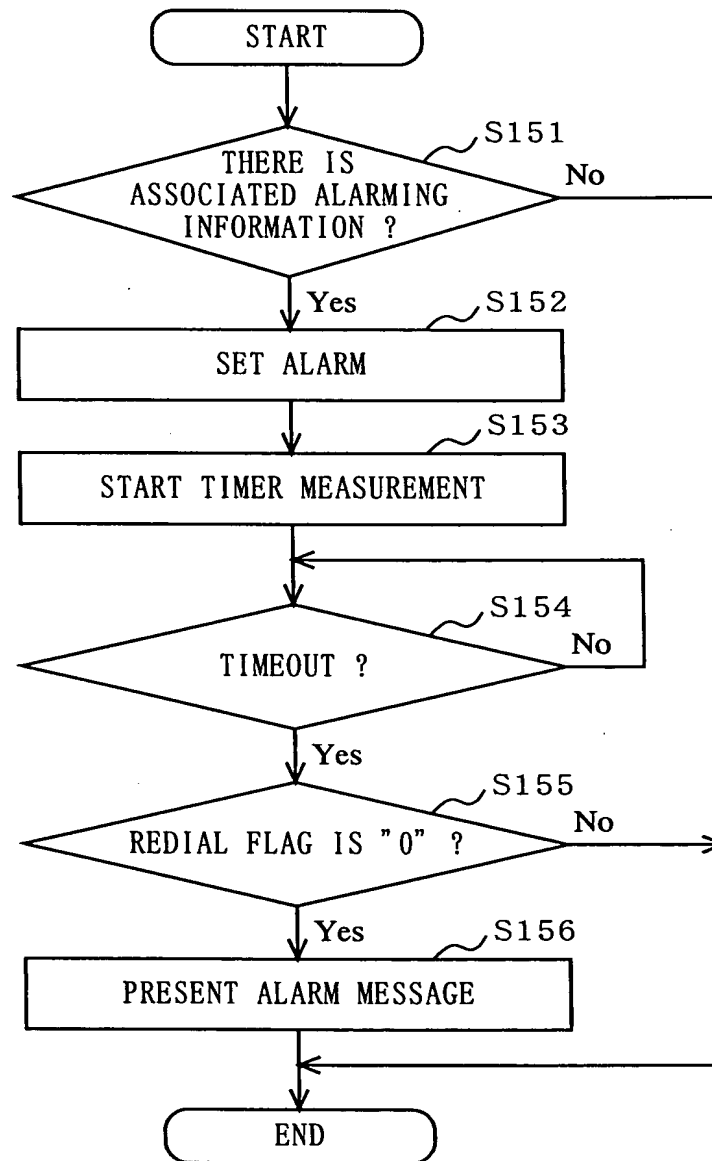 START
S151
THERE IS
ASSOCIATED ALARMING
INFORMATION ?
No
Yes
S152
SET ALARM
S153
START TIMER MEASUREMENT
S154
TIMEOUT ?
No
Yes
S155
REDIAL FLAG IS "0" ?
No
Yes
S156
PRESENT ALARM MESSAGE
END